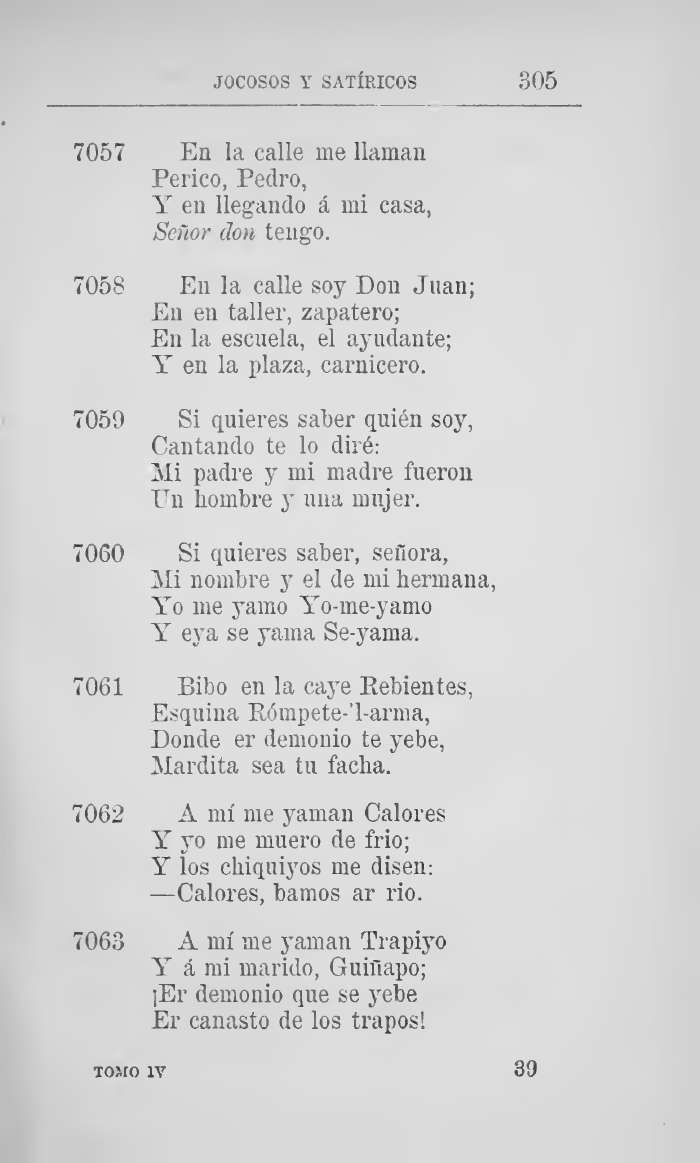 JOCOSOS Y SATÍRICOS 305
7057 En la calle me llaman
Perico, Pedro,
Y en llegando á mi casa,
Señor don tengo.
7058 En la calle soy Don Juan;
En en taller, zapatero;
En la escuela, el ayudante;
Y en la plaza, carnicero.
7059 Si quieres saber quién soy,
Cantando te lo diré:
Mi padre y mi madre fueron
Un hombre y una mujer.
7060 Si quieres saber, señora,
Mi nombre y el de mi hermana,
Yo me yamo Yo-me-yamo
Y eya se yama Se-yama.
7061 Bibo en la caye Rebientes,
Esquina Rómpete-'l-arma,
Donde er demonio te yebe,
Mardita sea tu facha.
7062 A mí me yaman Calores
Y yo me muero de frio;
Y los chiquiyos me disen:
—Calores, bamos ar rio.
7063 A mí me yaman Trapiyo
Y á mi marido, Guiñapo;
¡Er demonio que se yebe
Er canasto de los trapos!
TOMO IV 39